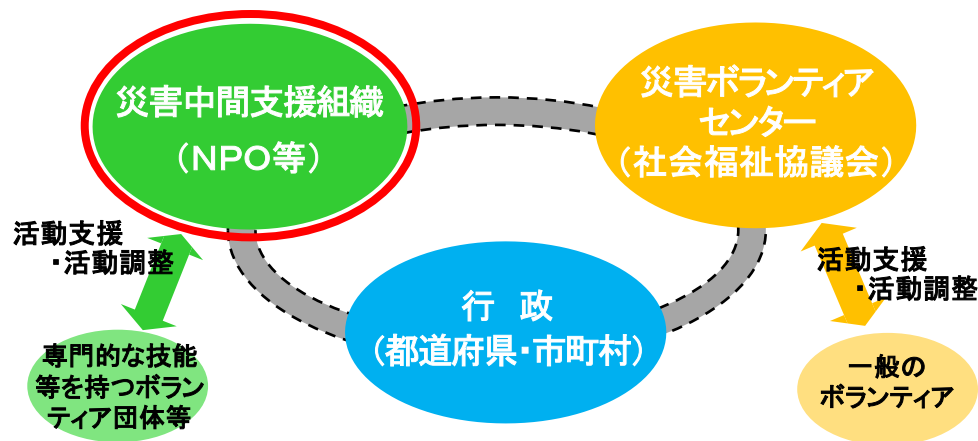 災害中間支援組織
（ＮＰＯ等）
災害ボランティア
センター
（社会福祉協議会）
活動支援
・活動調整
活動支援
・活動調整
行　政
（都道府県・市町村）
専門的な技能
等を持つボラン
ティア団体等
一般の
ボランティア